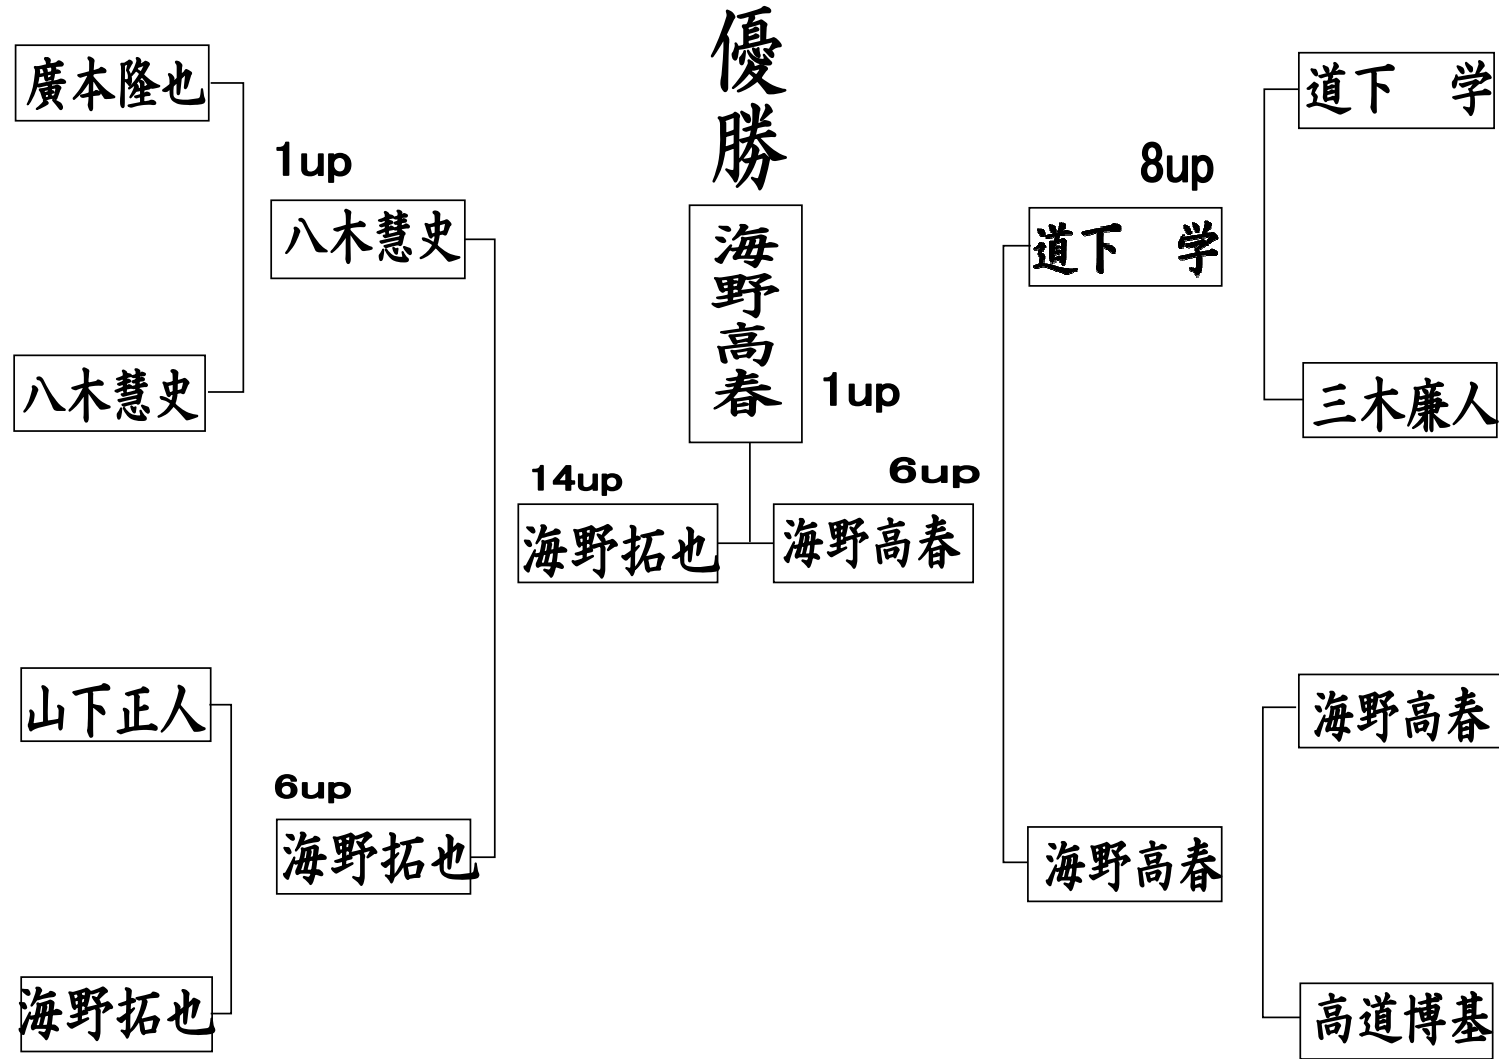 優勝
廣本隆也
道下　学
1up
8up
八木慧史
道下　学
海野高春
八木慧史
1up
三木廉人
14up
6up
海野拓也
海野高春
山下正人
海野高春
6up
海野拓也
海野高春
海野拓也
高道博基